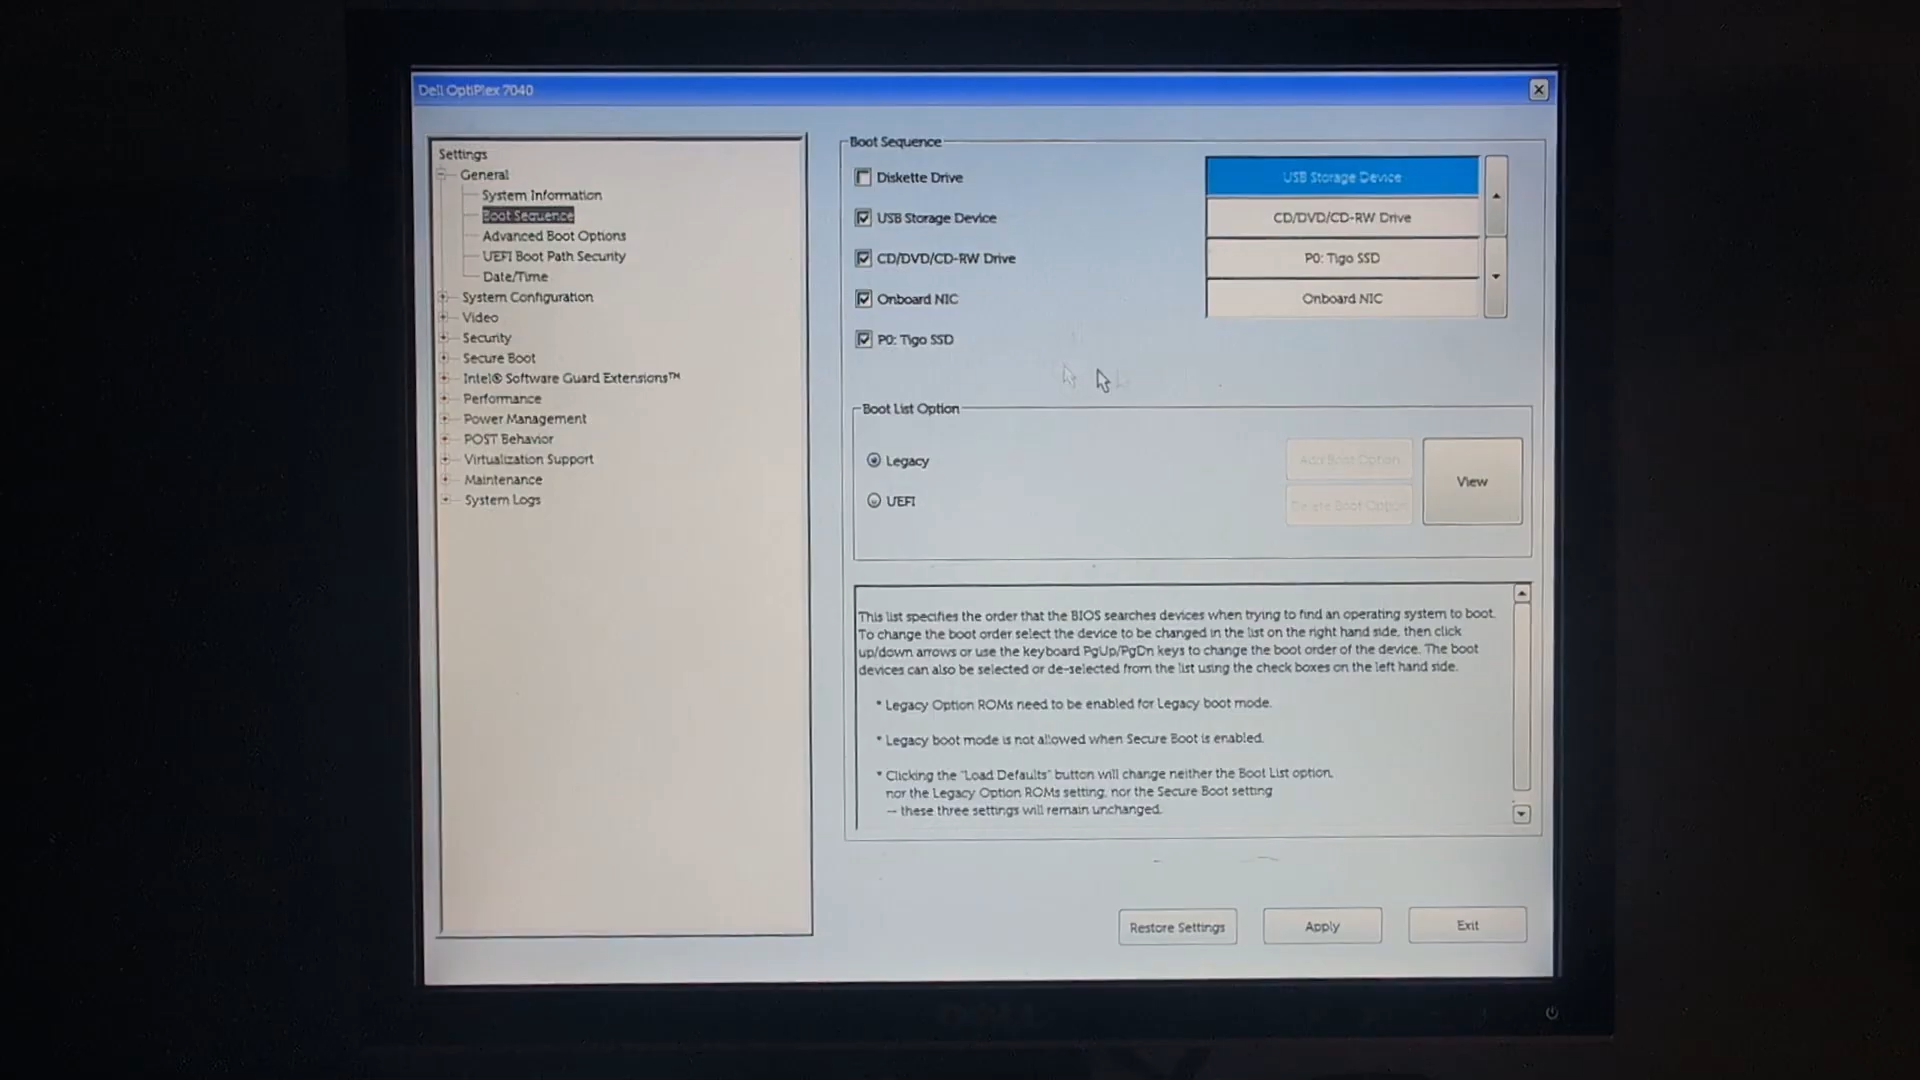 Dell OptiPlex 7040
Settings
General
System Information
Boot Sequence
Advanced Boot Options
UEFI Boot Path Security
Date/Time
System Configuration
Video
Security
Secure Boot
Intel® Software Guard Extensions™
Performance
Power Management
POST Behavior
Virtualization Support
Maintenance
System Logs
Boot Sequence
Diskette Drive
USB Storage Device
CD/DVD/CD-RW Drive
Onboard NIC
P0: Tigo SSD
USB Storage Device
CD/DVD/CD-RW Drive
P0: Tigo SSD
Onboard NIC
Boot List Option
Legacy
UEFI
Add Boot Option
Delete Boot Option
View
This list specifies the order that the BIOS searches devices when trying to find an operating system to boot.
To change the boot order select the device to be changed in the list on the right hand side, then click
up/down arrows or use the keyboard PgUp/PgDn keys to change the boot order of the device. The boot
devices can also be selected or de-selected from the list using the check boxes on the left hand side.
* Legacy Option ROMs need to be enabled for Legacy boot mode.
* Legacy boot mode is not allowed when Secure Boot is enabled.
* Clicking the "Load Defaults" button will change neither the Boot List option,
nor the Legacy Option ROMs setting, nor the Secure Boot setting
-- these three settings will remain unchanged.
Restore Settings
Apply
Exit
DELL